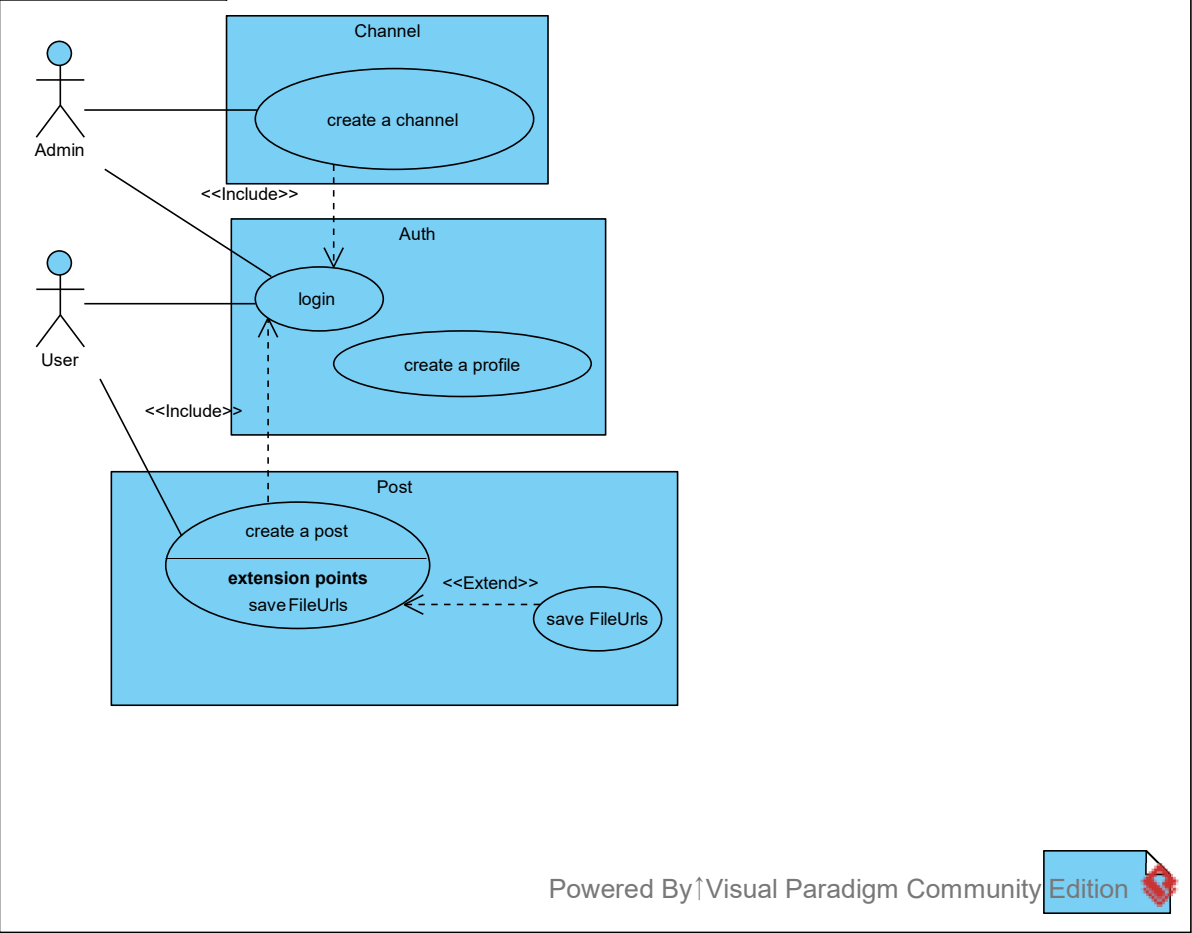 Channel
create a channel
Admin
<<Include>>
Auth
login
User
create a profile
<<Include>>
Post
create a post
extension points
save FileUrls
<<Extend>>
save FileUrls
Powered By↑Visual Paradigm Community Edition